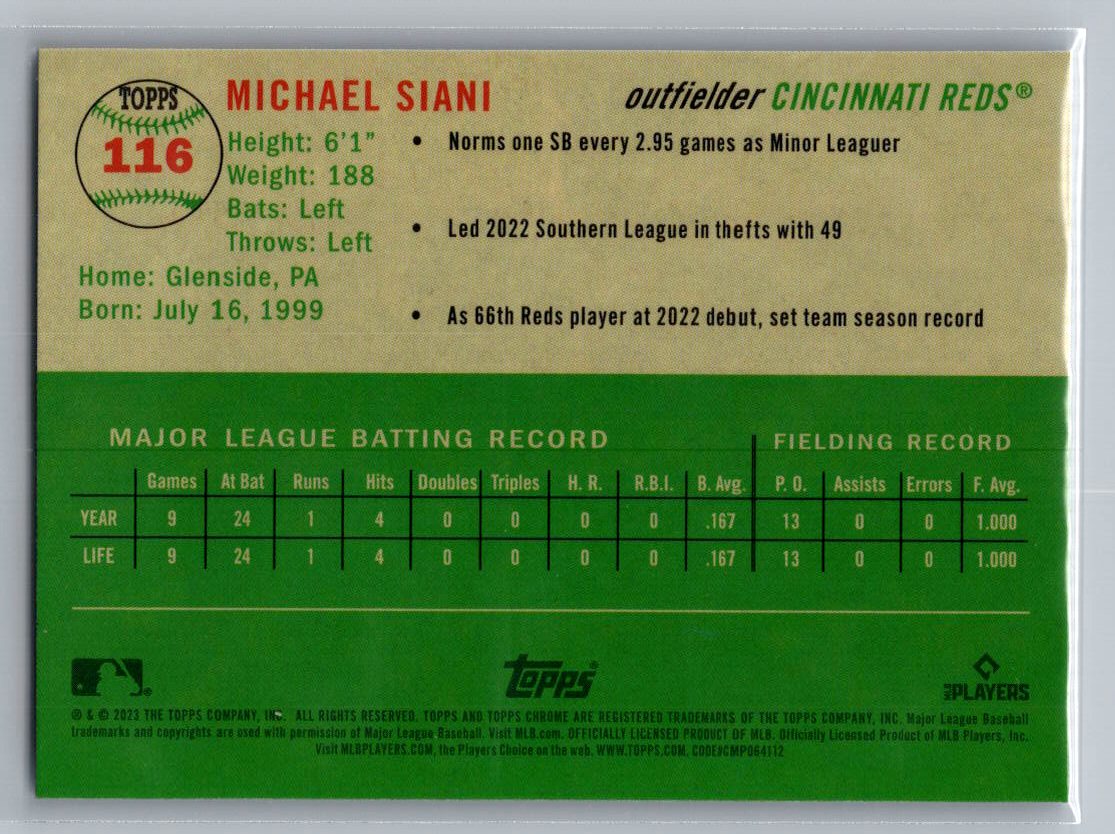 TOPPS
116
MICHAEL SIANI
outfielder CINCINNATI REDS®
Height: 6'1"
Weight: 188
Bats: Left
Throws: Left
Home: Glenside, PA
Born: July 16, 1999
• Norms one SB every 2.95 games as Minor Leaguer
• Led 2022 Southern League in thefts with 49
• As 66th Reds player at 2022 debut, set team season record
MAJOR LEAGUE BATTING RECORD FIELDING RECORD
Games At Bat Runs Hits Doubles Triples H. R. R.B.I. B. Avg. P. O. Assists Errors F. Avg.
YEAR 9 24 1 4 0 0 0 0 .167 13 0 0 1.000
LIFE 9 24 1 4 0 0 0 0 .167 13 0 0 1.000
topps®
MLB PLAYERS
® & © 2023 THE TOPPS COMPANY, INC. ALL RIGHTS RESERVED. TOPPS AND TOPPS CHROME ARE REGISTERED TRADEMARKS OF THE TOPPS COMPANY, INC. Major League Baseball
trademarks and copyrights are used with permission of Major League Baseball. Visit MLB.com. OFFICIALLY LICENSED PRODUCT OF MLB. Officially Licensed Product of MLB Players, Inc.
Visit MLBPLAYERS.COM, the Players Choice on the web. WWW.TOPPS.COM. CODE#CMP064112